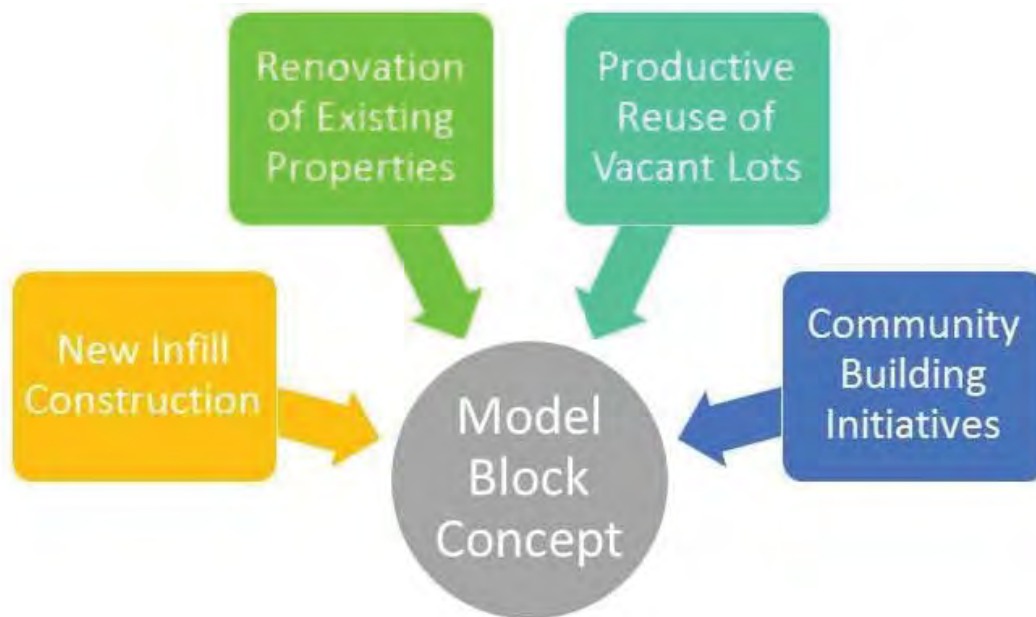 Renovation
of Existing
Properties
Productive
Reuse of
Vacant Lots
New Infill
Construction
Community
Building
Initiatives
Model
Block
Concept